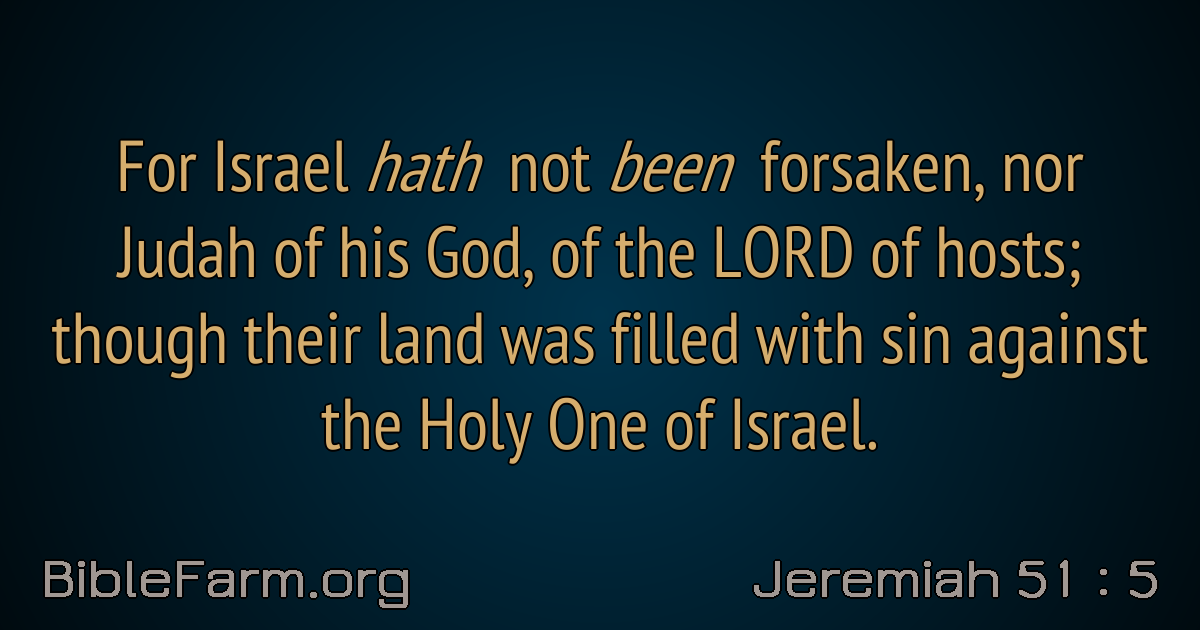 For Israel hath not been forsaken, nor
Judah of his God, of the LORD of hosts;
though their land was filled with sin against
the Holy One of Israel.
BibleFarm.org
Jeremiah 51 : 5